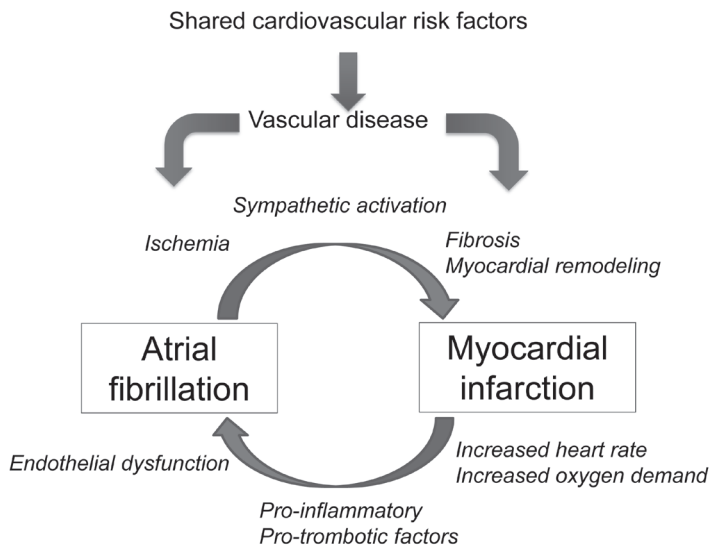 Shared cardiovascular risk factors
Vascular disease
Sympathetic activation
Ischemia
Fibrosis
Myocardial remodeling
Atrial
fibrillation
Myocardial
infarction
Endothelial dysfunction
Increased heart rate
Increased oxygen demand
Pro-inflammatory
Pro-trombotic factors